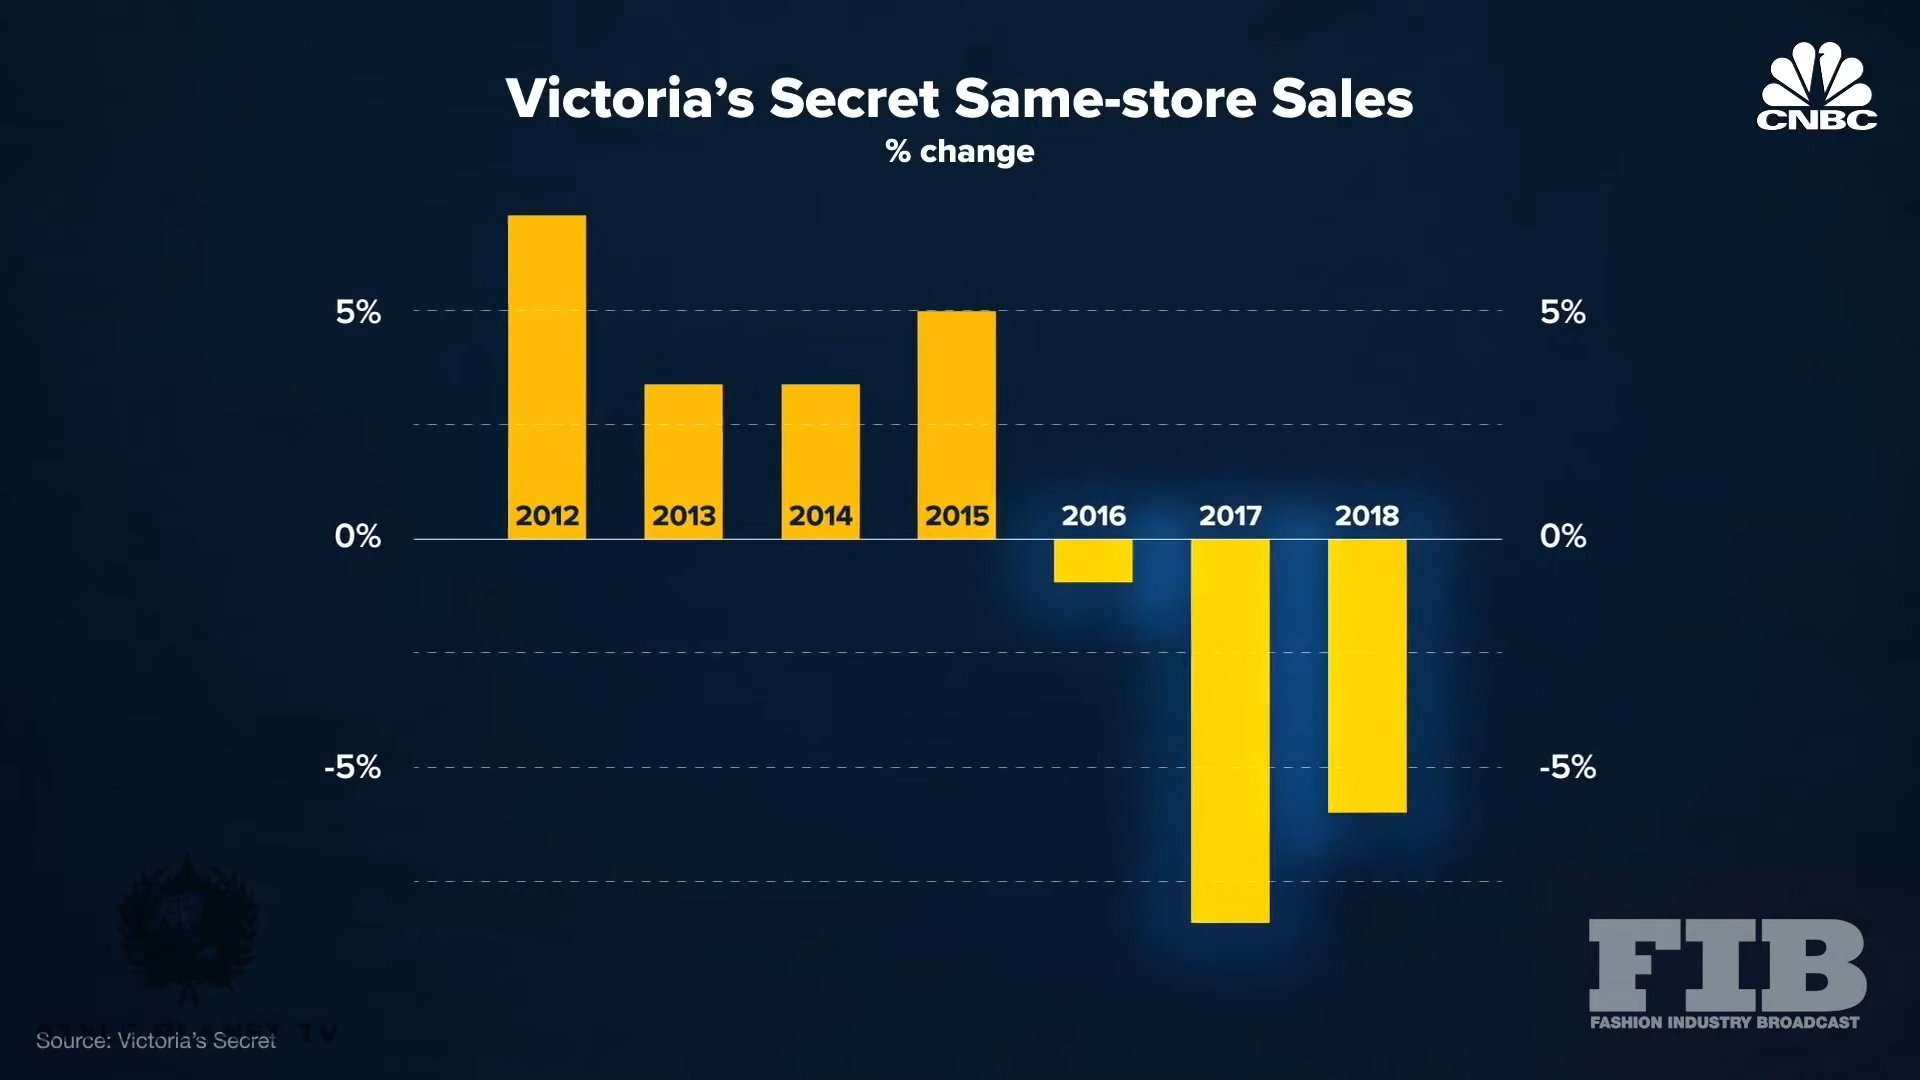 Victoria’s Secret Same-store Sales
% change
CNBC
5%
5%
2012
2013
2014
2015
2016
2017
2018
0%
0%
-5%
-5%
FIB
FASHION INDUSTRY BROADCAST
TV
Source: Victoria’s Secret